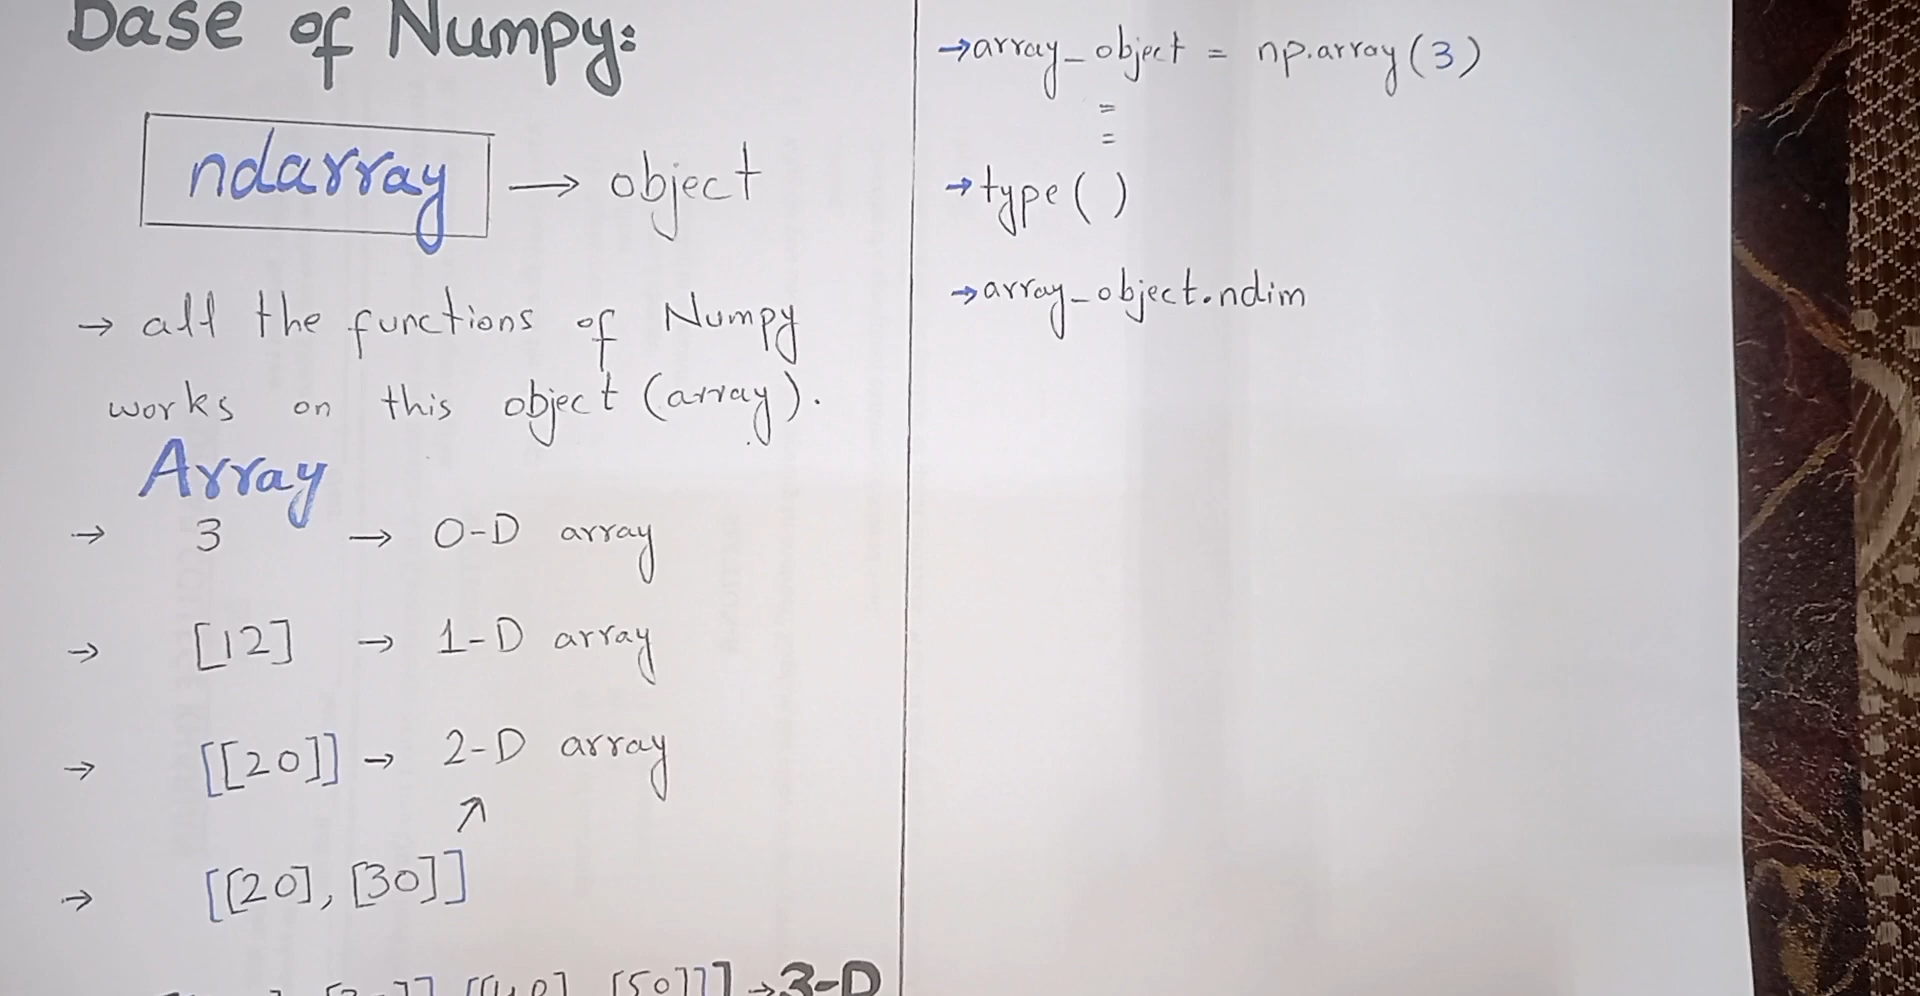 Base of Numpy:
ndarray → object
→ all the functions of Numpy
works on this object (array).
Array
→ 3 → 0-D array
→ [12] → 1-D array
→ [[20]] → 2-D array
↗
→ [[20], [30]]
[50]]] → 3-D
→ array_object = np.array(3)
=
=
→ type( )
→ array_object.ndim